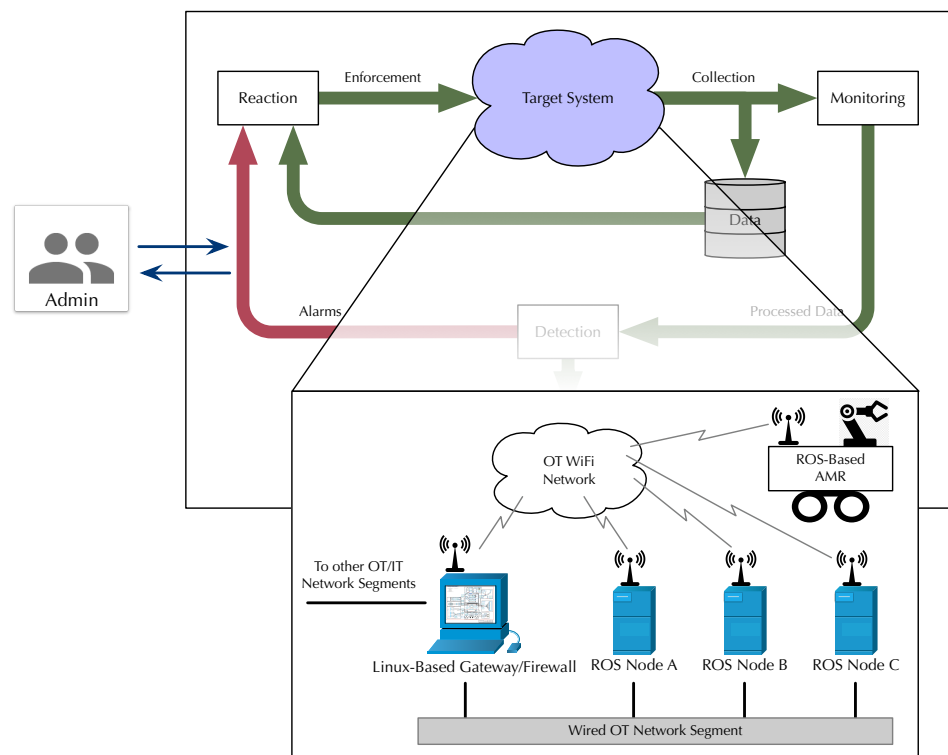 Enforcement
Collection
Reaction
Target System
Monitoring
Data
Admin
Alarms
Processed Data
Detection
OT WiFi
Network
ROS-Based
AMR
To other OT/IT
Network Segments
Linux-Based Gateway/Firewall
ROS Node A
ROS Node B
ROS Node C
Wired OT Network Segment